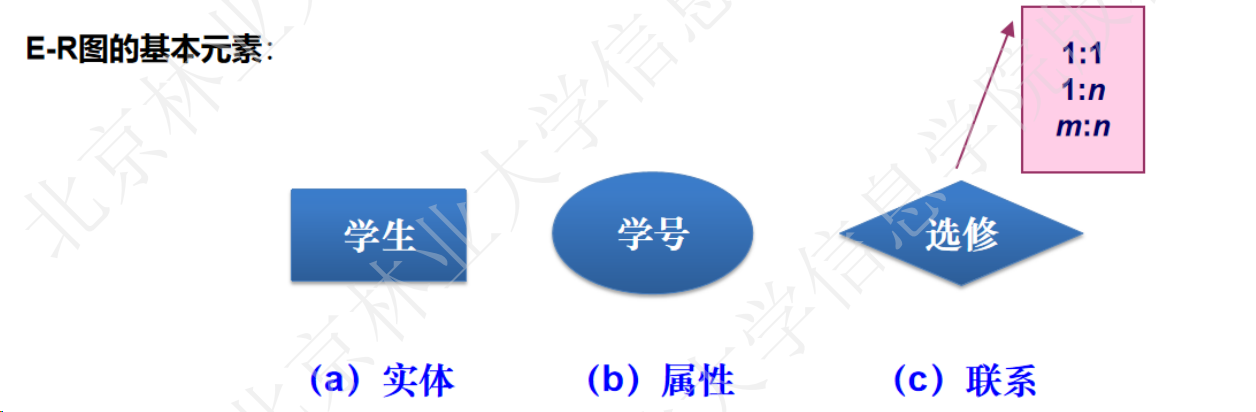 E-R图的基本元素:
1:1
1:n
m:n
学生
学号
选修
（a）实体
（b）属性
（c）联系
北京林业大学信息学院版
北京林业大学信息学院